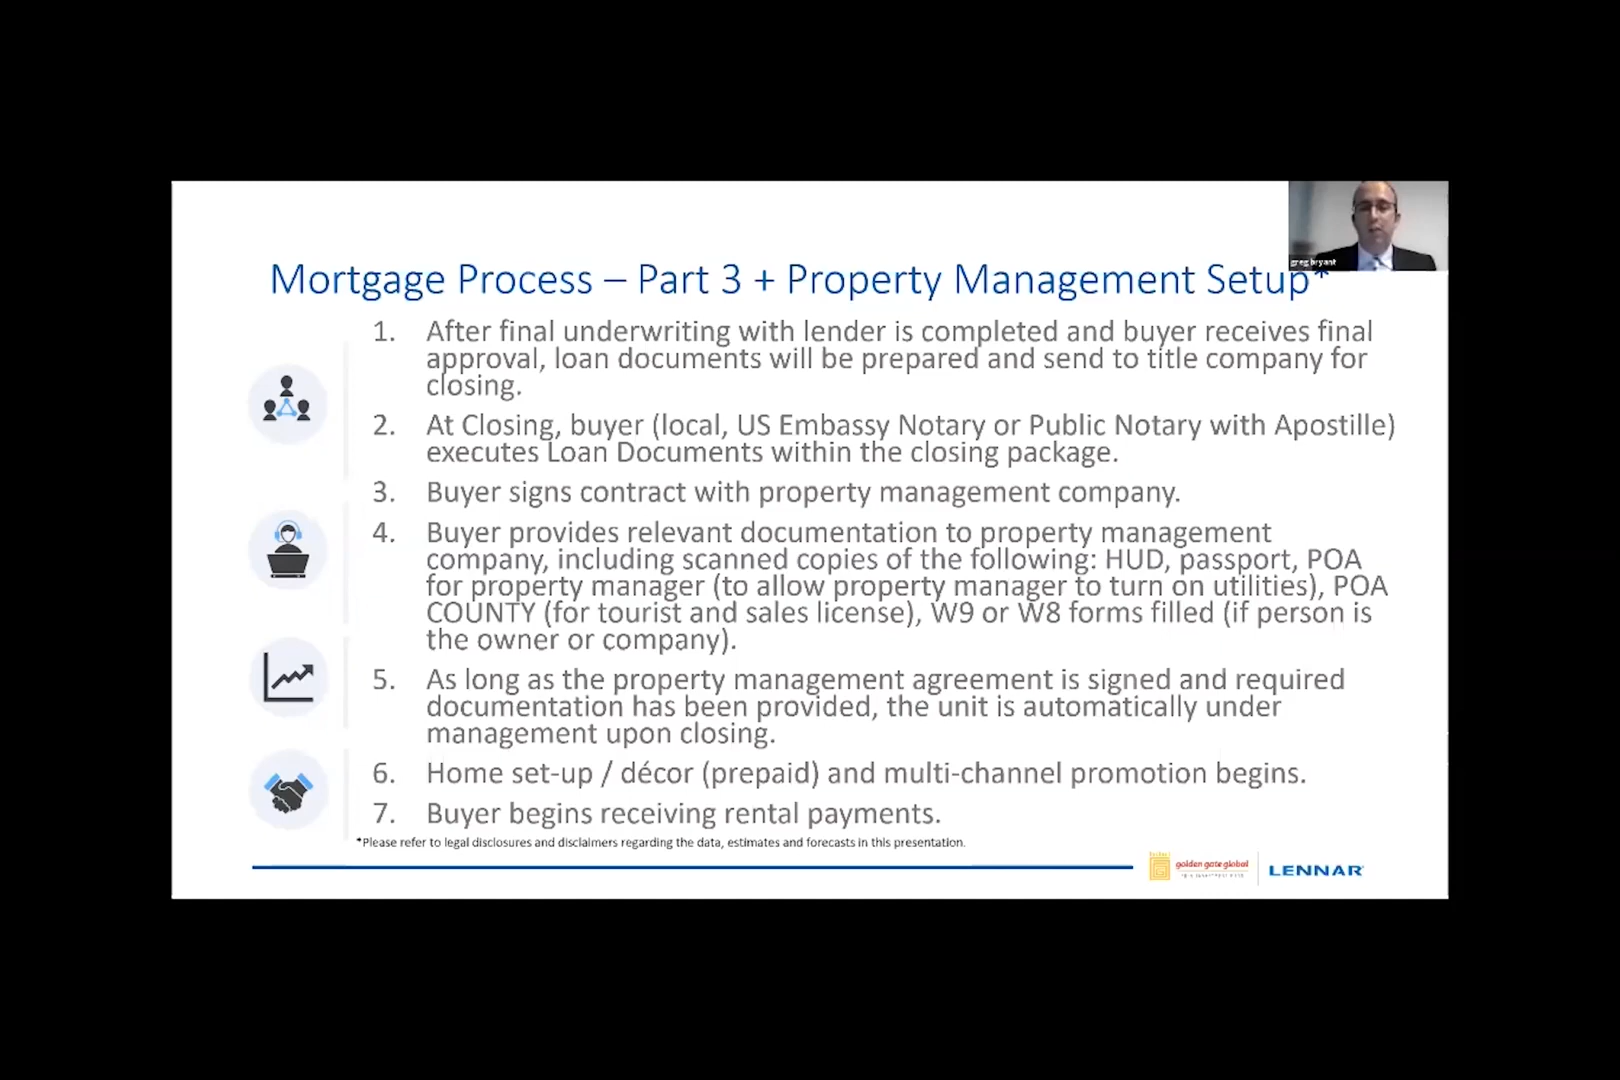 greg bryant
Mortgage Process – Part 3 + Property Management Setup*
1. After final underwriting with lender is completed and buyer receives final
approval, loan documents will be prepared and send to title company for
closing.
2. At Closing, buyer (local, US Embassy Notary or Public Notary with Apostille)
executes Loan Documents within the closing package.
3. Buyer signs contract with property management company.
4. Buyer provides relevant documentation to property management
company, including scanned copies of the following: HUD, passport, POA
for property manager (to allow property manager to turn on utilities), POA
COUNTY (for tourist and sales license), W9 or W8 forms filled (if person is
the owner or company).
5. As long as the property management agreement is signed and required
documentation has been provided, the unit is automatically under
management upon closing.
6. Home set-up / décor (prepaid) and multi-channel promotion begins.
7. Buyer begins receiving rental payments.
*Please refer to legal disclosures and disclaimers regarding the data, estimates and forecasts in this presentation.
golden gate global
LENNAR